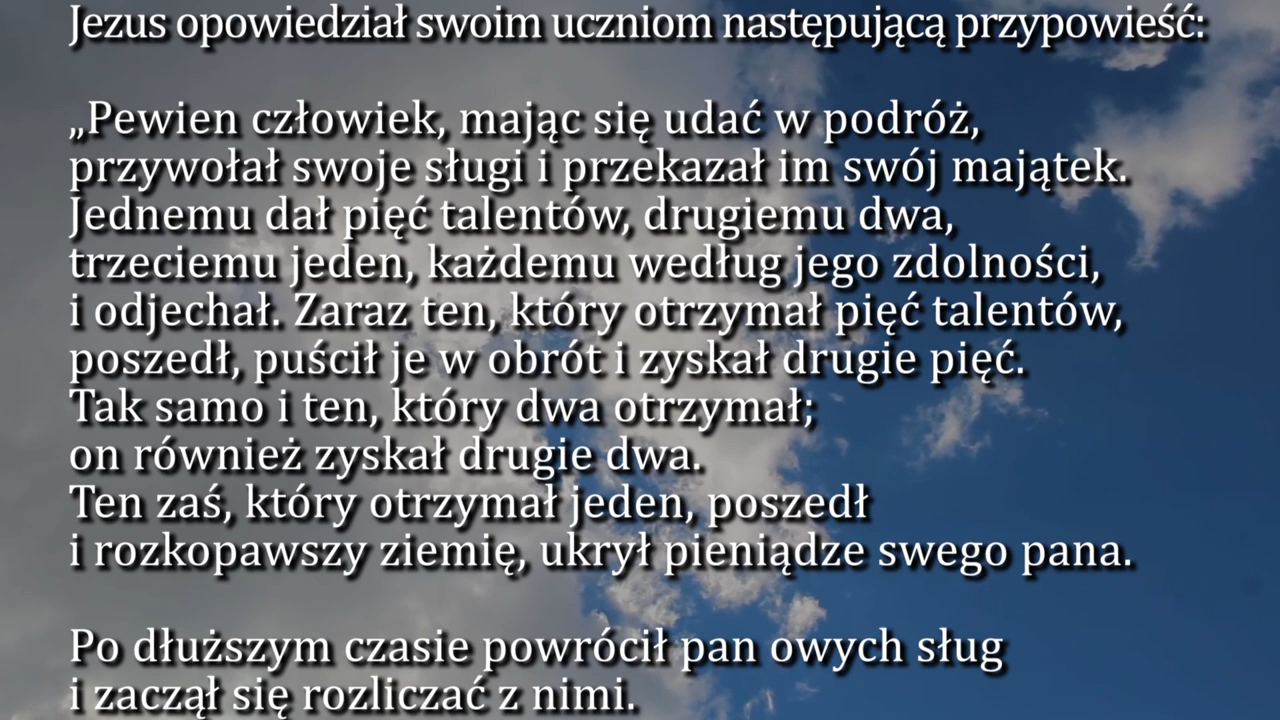 Jezus opowiedział swoim uczniom następującą przypowieść:
„Pewien człowiek, mając się udać w podróż,
przywołał swoje sługi i przekazał im swój majątek.
Jednemu dał pięć talentów, drugiemu dwa,
trzeciemu jeden, każdemu według jego zdolności,
i odjechał. Zaraz ten, który otrzymał pięć talentów,
poszedł, puścił je w obrót i zyskał drugie pięć.
Tak samo i ten, który dwa otrzymał;
on również zyskał drugie dwa.
Ten zaś, który otrzymał jeden, poszedł
i rozkopawszy ziemię, ukrył pieniądze swego pana.
Po dłuższym czasie powrócił pan owych sług
i zaczął się rozliczać z nimi.